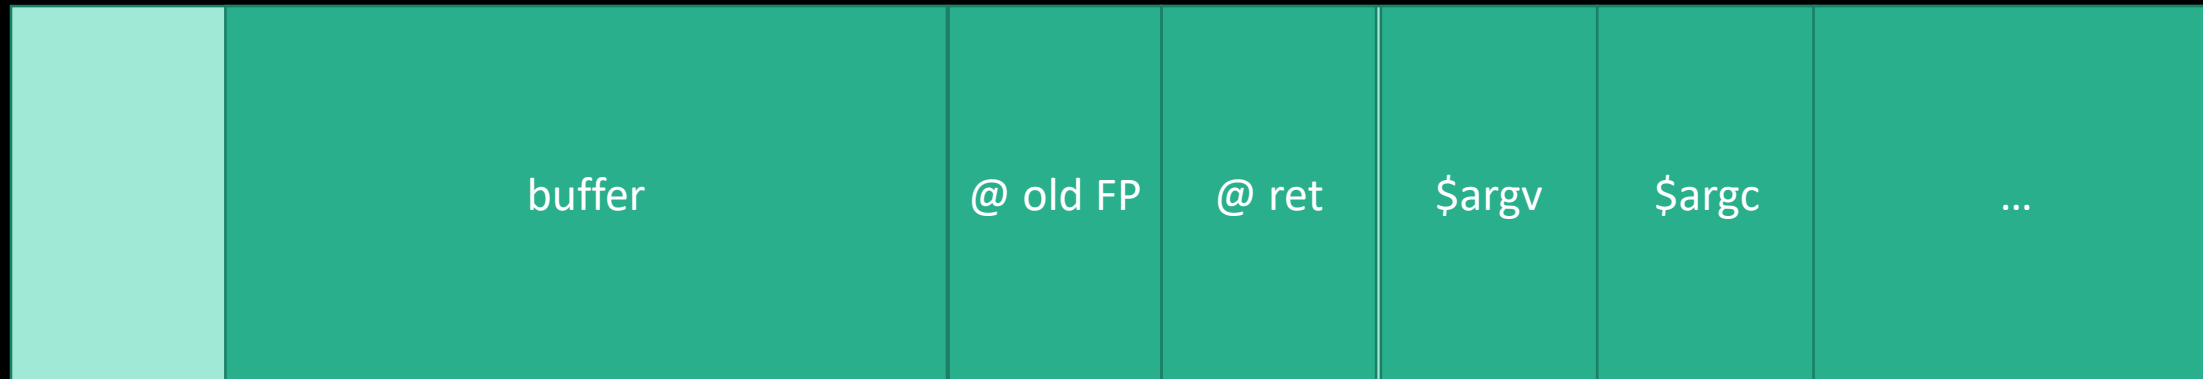 buffer @ old FP @ ret $argv $argc ...